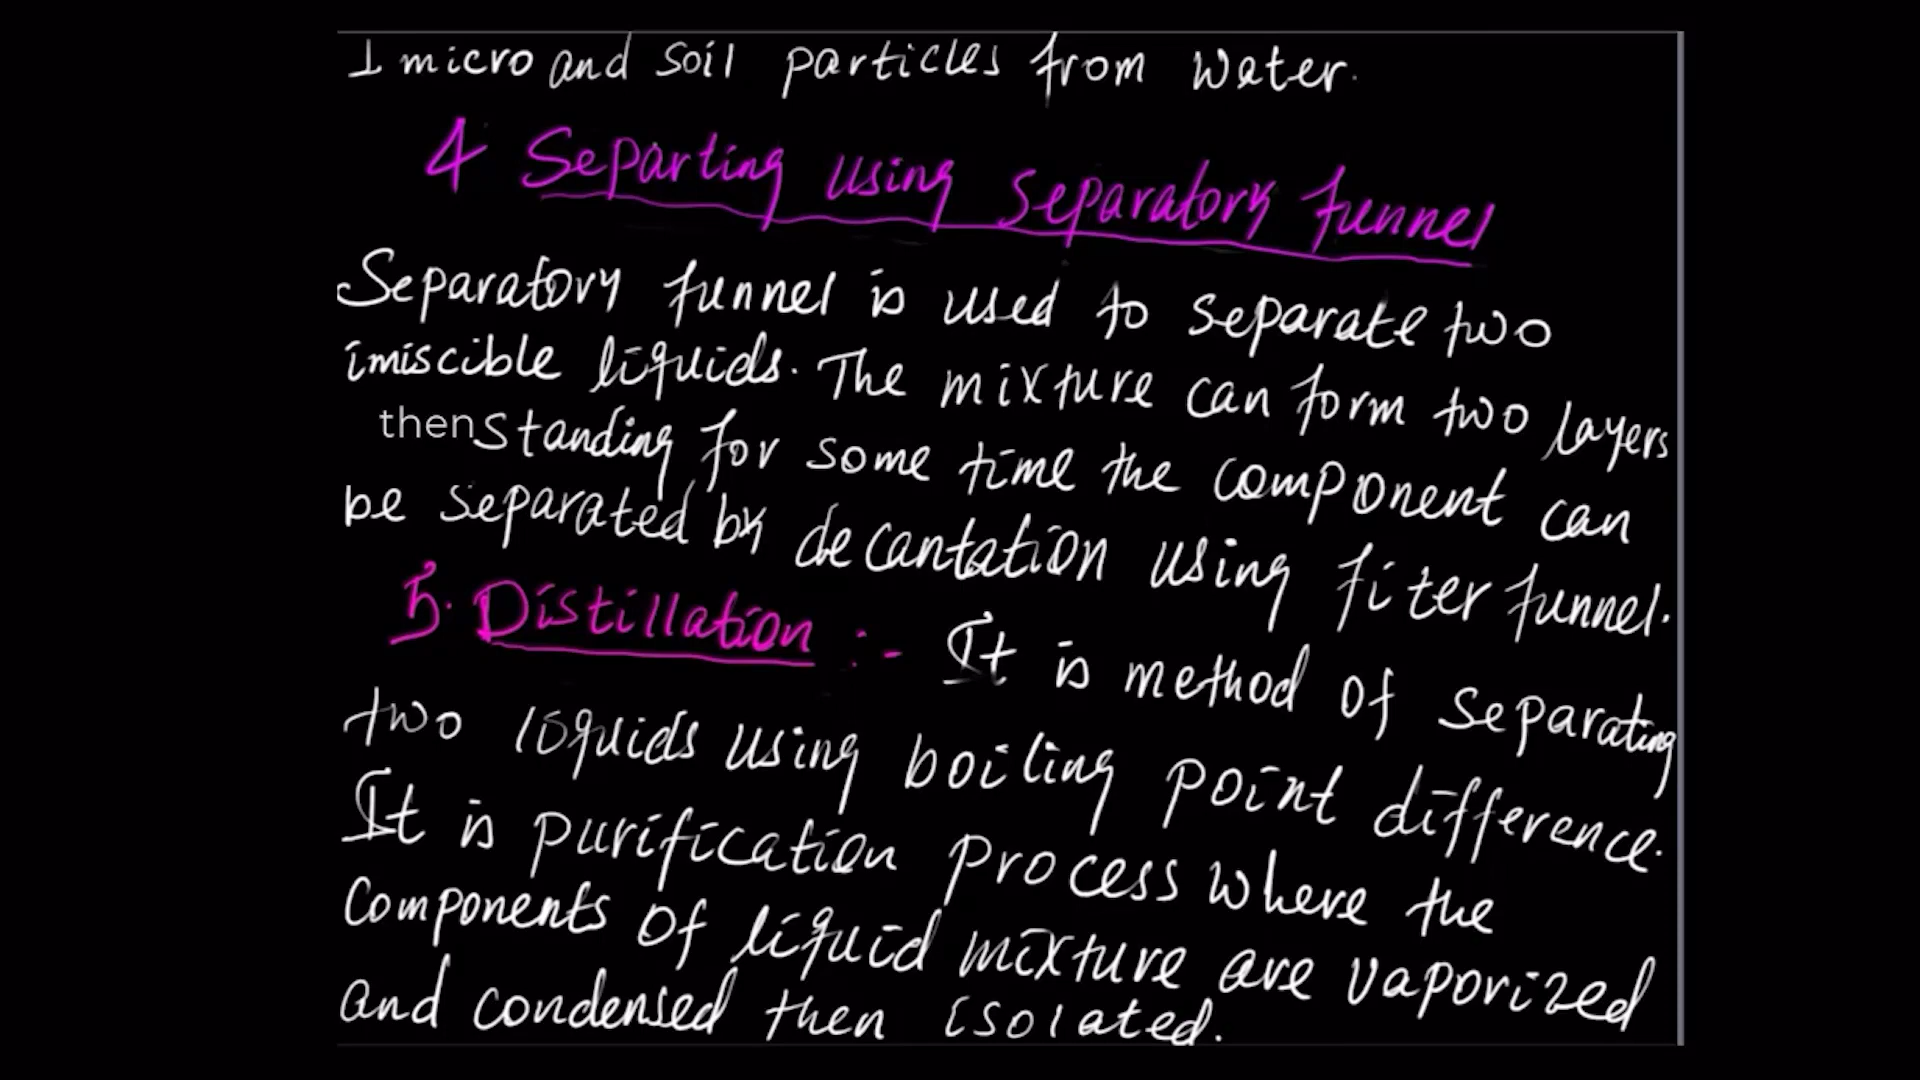 1 micro and soil particles from water.
4 Separting using separatory funnel
Separatory funnel is used to separate two
imiscible liquids. The mixture can form two layers
then standing for some time the component can
be separated by decantation using fiter funnel.
5. Distillation :- It is method of separating
two liquids using boiling point difference.
It is purification process where the
components of liquid mixture are vaporized
and condensed then isolated.